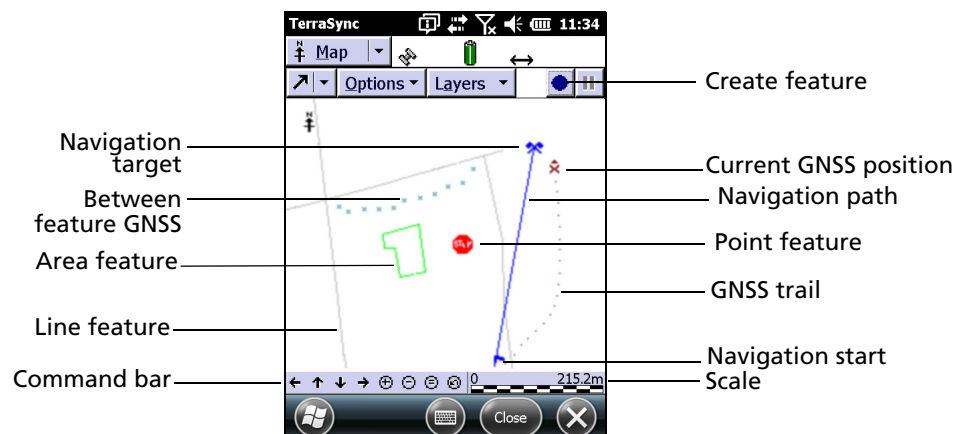 TerraSync 11:34
N
Map
Options
Layers
Create feature
N
Navigation
target
Current GNSS position
Between
feature GNSS
Navigation path
STOP
Point feature
Area feature
GNSS trail
Line feature
Navigation start
Command bar
0 215.2m
Scale
Close